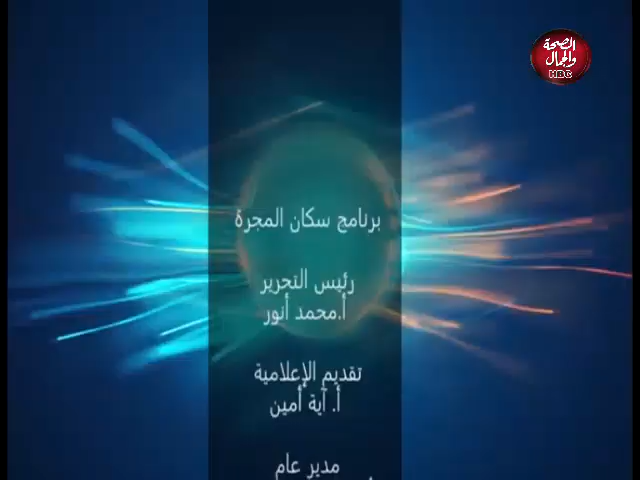 الصحة
والجمال
HBC
برنامج سكان المجرة
رئيس التحرير
أ.محمد أنور
تقديم الإعلامية
أ. آية أمين
مدير عام